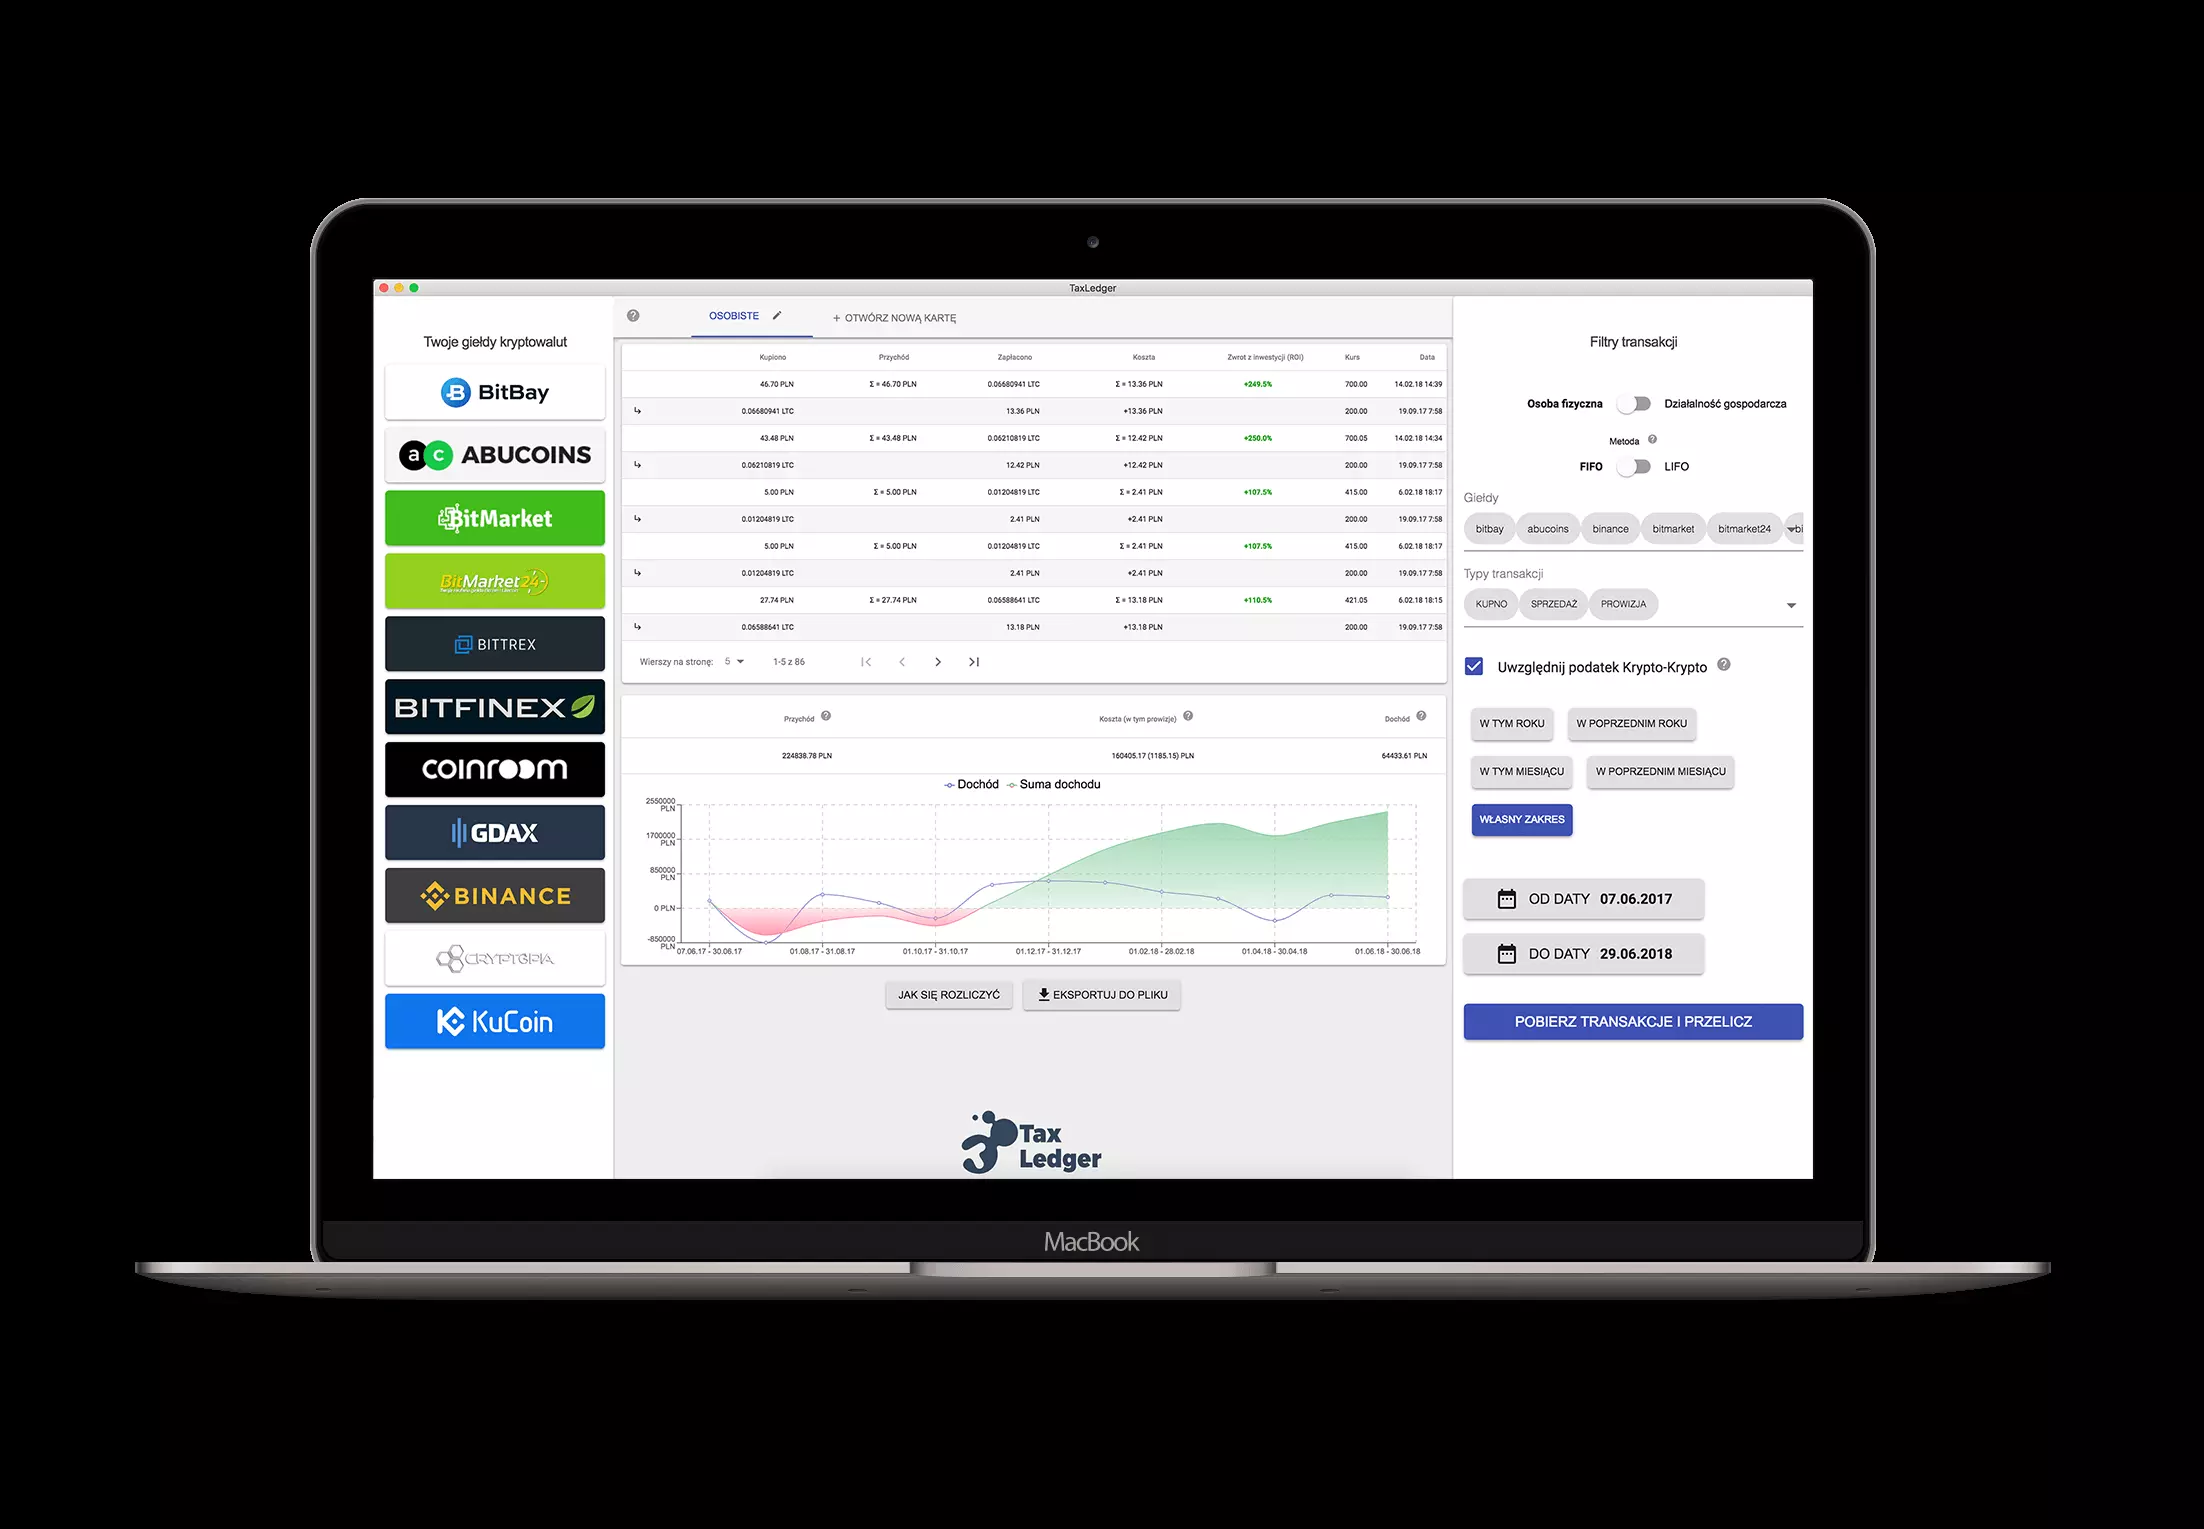 TaxLedger
Twoje giełdy kryptowalut
BitBay
ac ABUCOINS
BitMarket
BitMarket24
BITTREX
BITFINEX
coinroom
GDAX
BINANCE
CRYPTOPIA
KuCoin
OSOBISTE
+ OTWÓRZ NOWĄ KARTĘ
Kupiono Przychód Zapłacono Koszta Zwrot z inwestycji (ROI) Kurs Data
46.70 PLN Σ = 46.70 PLN 0.06680941 LTC Σ = 13.36 PLN +249.5% 700.00 14.02.18 14:39
0.06680941 LTC 13.36 PLN +13.36 PLN 200.00 19.09.17 7:58
43.48 PLN Σ = 43.48 PLN 0.06210819 LTC Σ = 12.42 PLN +250.0% 700.05 14.02.18 14:34
0.06210819 LTC 12.42 PLN +12.42 PLN 200.00 19.09.17 7:58
5.00 PLN Σ = 5.00 PLN 0.01204819 LTC Σ = 2.41 PLN +107.5% 415.00 6.02.18 18:17
0.01204819 LTC 2.41 PLN +2.41 PLN 200.00 19.09.17 7:58
5.00 PLN Σ = 5.00 PLN 0.01204819 LTC Σ = 2.41 PLN +107.5% 415.00 6.02.18 18:17
0.01204819 LTC 2.41 PLN +2.41 PLN 200.00 19.09.17 7:58
27.74 PLN Σ = 27.74 PLN 0.06588641 LTC Σ = 13.18 PLN +110.5% 421.05 6.02.18 18:15
0.06588641 LTC 13.18 PLN +13.18 PLN 200.00 19.09.17 7:58
Wierszy na stronę: 5 1-5 z 86
Przychód Koszta (w tym prowizje) Dochód
224838.78 PLN 160405.17 (1185.15) PLN 64433.61 PLN
Dochód Suma dochodu
2550000 PLN
1700000 PLN
850000 PLN
0 PLN
-850000 PLN
07.06.17 - 30.06.17 01.08.17 - 31.08.17 01.10.17 - 31.10.17 01.12.17 - 31.12.17 01.02.18 - 28.02.18 01.04.18 - 30.04.18 01.06.18 - 30.06.18
JAK SIĘ ROZLICZYĆ
EKSPORTUJ DO PLIKU
Tax
Ledger
Filtry transakcji
Osoba fizyczna Działalność gospodarcza
Metoda
FIFO LIFO
Giełdy
bitbay abucoins binance bitmarket bitmarket24 bi
Typy transakcji
KUPNO SPRZEDAŻ PROWIZJA
Uwzględnij podatek Krypto-Krypto
W TYM ROKU W POPRZEDNIM ROKU
W TYM MIESIĄCU W POPRZEDNIM MIESIĄCU
WŁASNY ZAKRES
OD DATY 07.06.2017
DO DATY 29.06.2018
POBIERZ TRANSAKCJE I PRZELICZ
MacBook